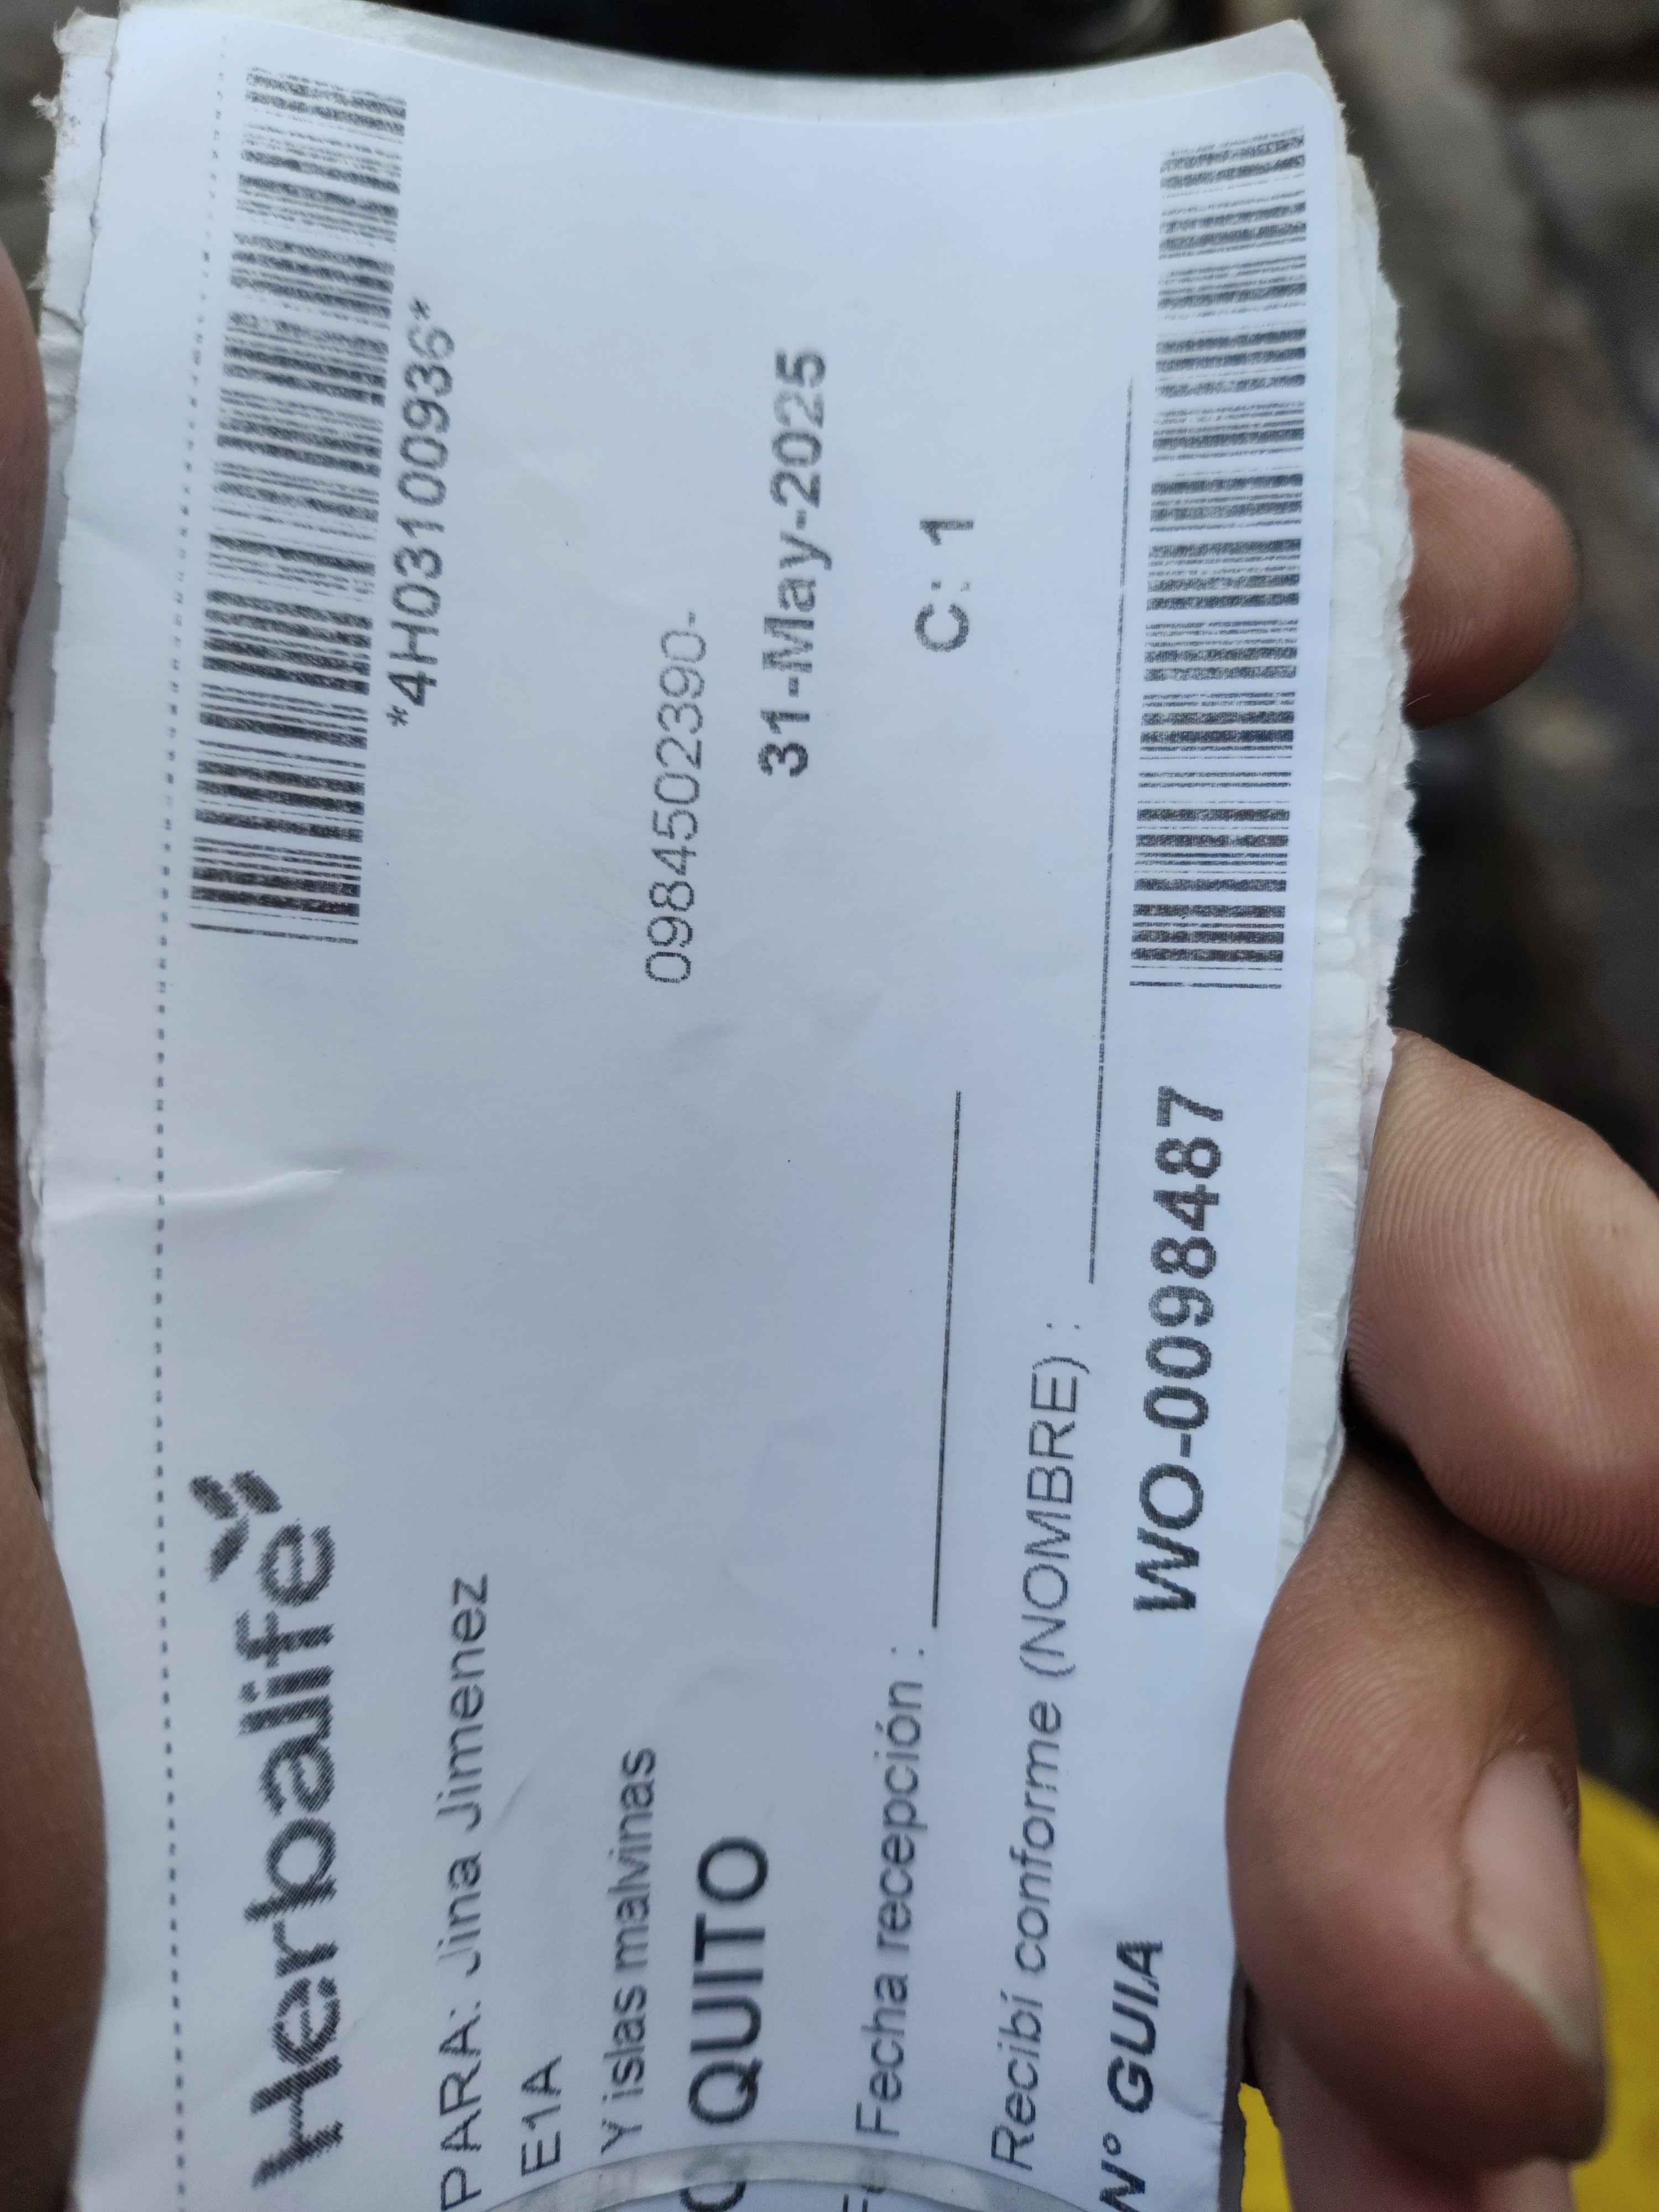 Herbalife
*4H03100936*
PARA: Jina Jimenez
E1A
Y islas malvinas
0984502390-
QUITO
31-May-2025
Fecha recepción :
C: 1
Recibí conforme (NOMBRE) :
N° GUIA WO-0098487